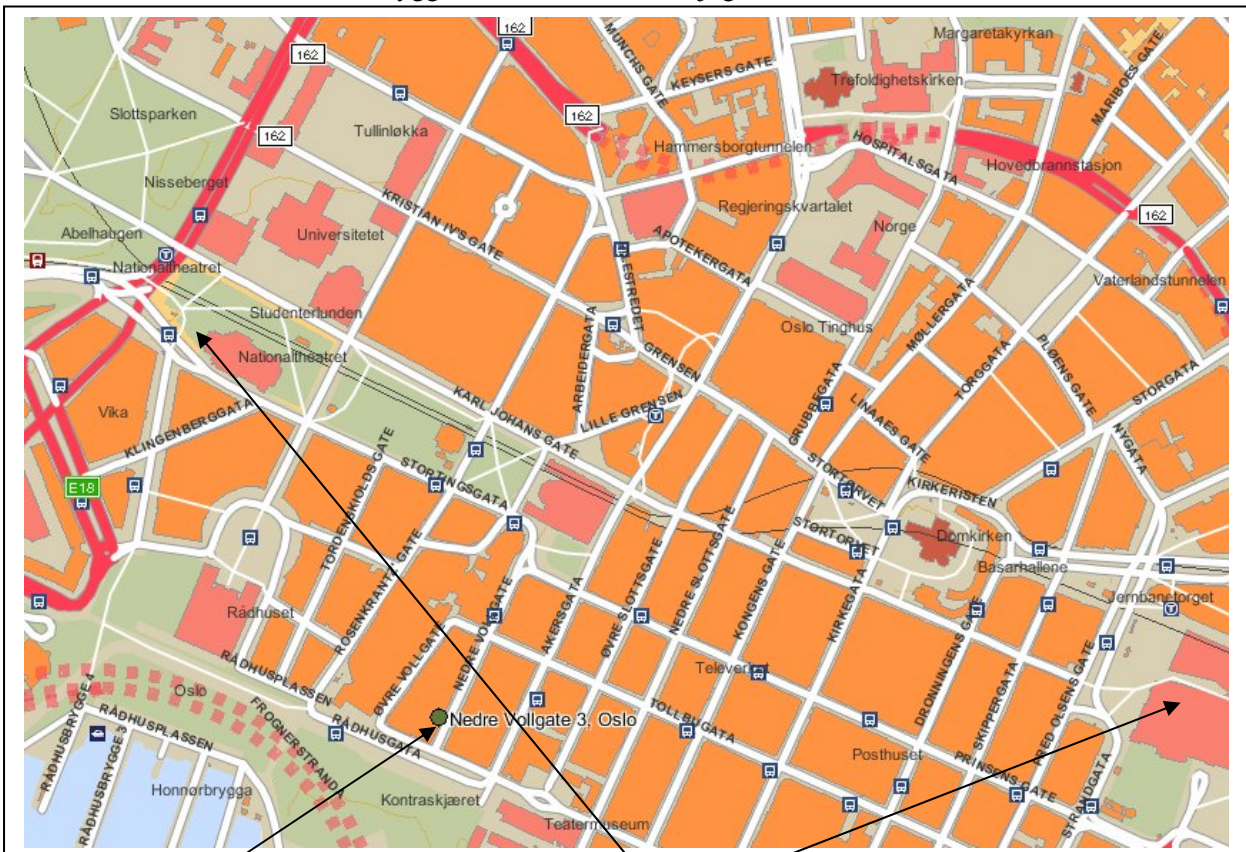 162
162
Margaretakyrkan
MUNCHS GATE
KEYSERS GATE
MARIBOES GATE
Trefoldighetskirken
Slottsparken
162
162
Tullinløkka
Hammersborgtunnelen
HOSPITALSGATA
Hovedbrannstasjon
Nisseberget
KRISTIAN IV'S GATE
Regjeringskvartalet
162
Abelhaugen
Universitetet
Norge
APOTEKERGATA
Nationaltheatret
ESTREDET
Vaterlandstunnelen
Studenterlunden
MØLLERGATA
Oslo Tinghus
Nationaltheatret
ARBEIDERGATA
GRENSEN
PLØENS GATE
TORGGATA
STORGATA
Vika
KARL JOHANS GATE
LILLE GRENSEN
GRUBBEGATA
LINAAES GATE
KLINGENBERGGATA
NYGATA
E18
TORDENSKIOLDS GATE
STORTINGSGATA
STORTORVET
KIRKERISTEN
STORTORVET
Domkirken
Basarhallene
ROSENKRANTZ' GATE
Rådhuset
NEDRE VOLLGATE
AKERSGATA
ØVRE SLOTTSGATE
NEDRE SLOTTSGATE
KONGENS GATE
KIRKEGATA
Jernbanetorget
DRONNINGENS GATE
ØVRE VOLLGATE
RÅDHUSPLASSEN
Televerket
SKIPPERGATA
FRED OLSENS GATE
Oslo
RÅDHUSBRYGGE 4
RÅDHUSPLASSEN
FROGNERSTRANDA
RÅDHUSGATA
Nedre Vollgate 3, Oslo
TOLLBUGATA
RÅDHUSBRYGGE 3
Posthuset
PRINSENS GATE
Honnørbrygga
Kontraskjæret
STRANDGATA
Teatermuseum